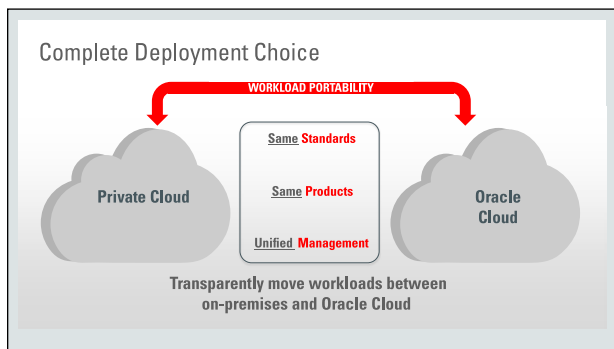 Complete Deployment Choice
WORKLOAD PORTABILITY
Private Cloud
Same Standards
Same Products
Unified Management
Oracle
Cloud
Transparently move workloads between
on-premises and Oracle Cloud